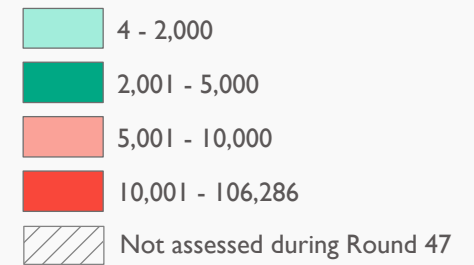 4 - 2,000
2,001 - 5,000
5,001 - 10,000
10,001 - 106,286
Not assessed during Round 47